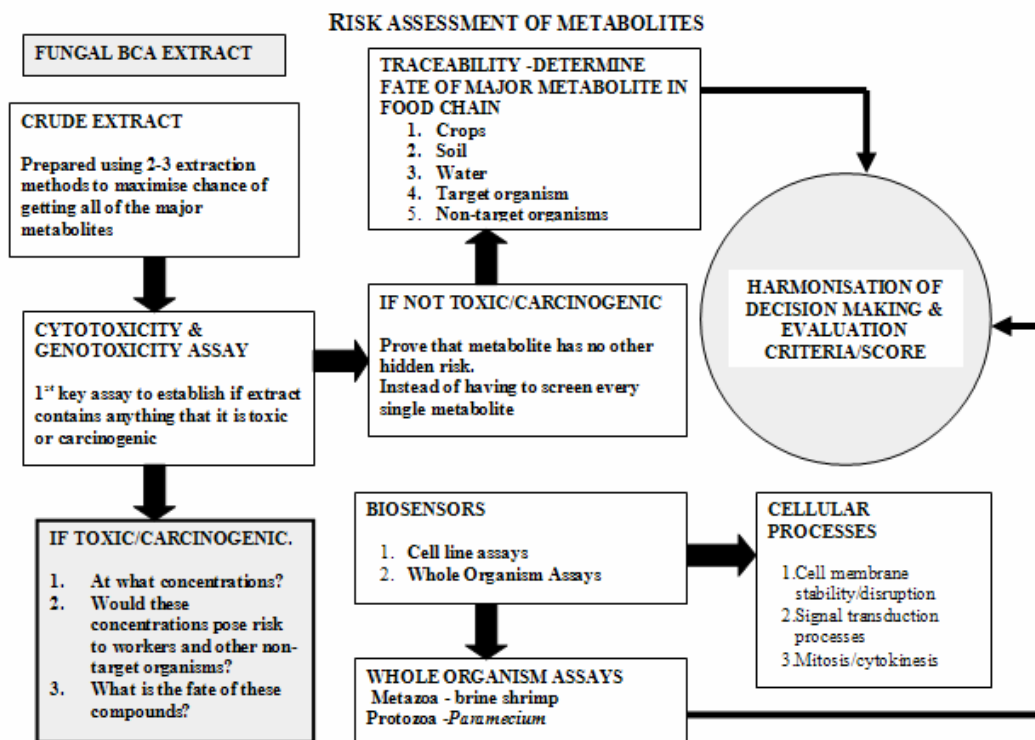 RISK ASSESSMENT OF METABOLITES
FUNGAL BCA EXTRACT
CRUDE EXTRACT
Prepared using 2-3 extraction
methods to maximise chance of
getting all of the major
metabolites
CYTOTOXICITY &
GENOTOXICITY ASSAY
1st key assay to establish if extract
contains anything that it is toxic
or carcinogenic
IF TOXIC/CARCINOGENIC.
1. At what concentrations?
2. Would these
concentrations pose risk
to workers and other non-
target organisms?
3. What is the fate of these
compounds?
TRACEABILITY -DETERMINE
FATE OF MAJOR METABOLITE IN
FOOD CHAIN
1. Crops
2. Soil
3. Water
4. Target organism
5. Non-target organisms
IF NOT TOXIC/CARCINOGENIC
Prove that metabolite has no other
hidden risk.
Instead of having to screen every
single metabolite
HARMONISATION OF
DECISION MAKING &
EVALUATION
CRITERIA/SCORE
BIOSENSORS
1. Cell line assays
2. Whole Organism Assays
CELLULAR
PROCESSES
1.Cell membrane
stability/disruption
2.Signal transduction
processes
3.Mitosis/cytokinesis
WHOLE ORGANISM ASSAYS
Metazoa - brine shrimp
Protozoa -Paramecium